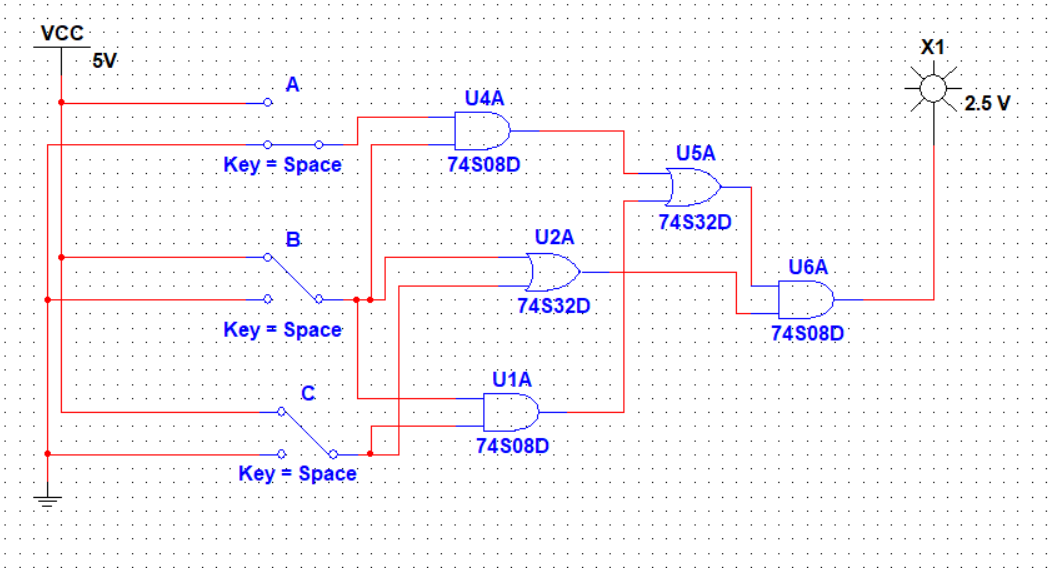 VCC
5V
A
Key = Space
U4A
74S08D
X1
2.5 V
U5A
74S32D
B
Key = Space
U2A
74S32D
U6A
74S08D
C
Key = Space
U1A
74S08D